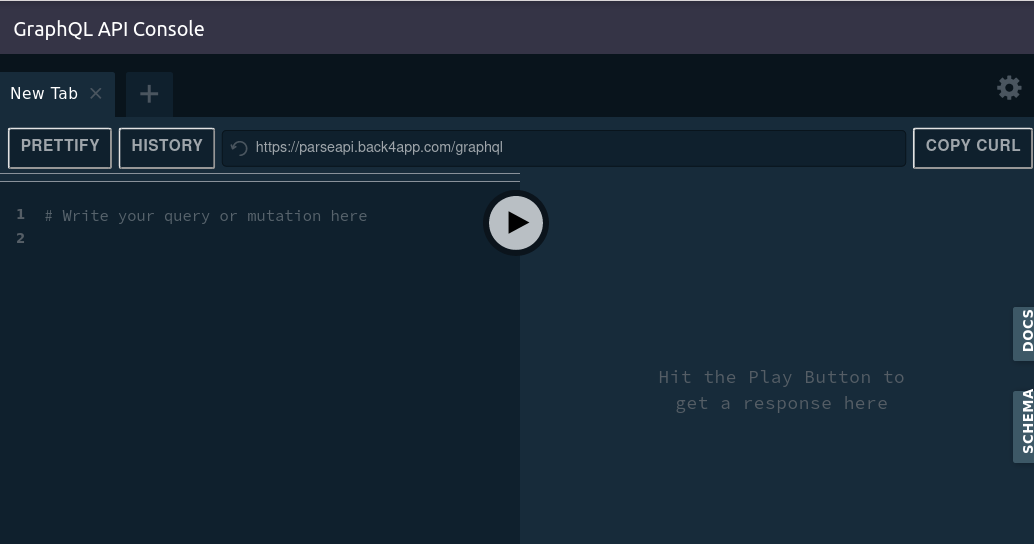 GraphQL API Console
New Tab
PRETTIFY HISTORY https://parseapi.back4app.com/graphql COPY CURL
1 # Write your query or mutation here
2
Hit the Play Button to
get a response here
DOCS
SCHEMA